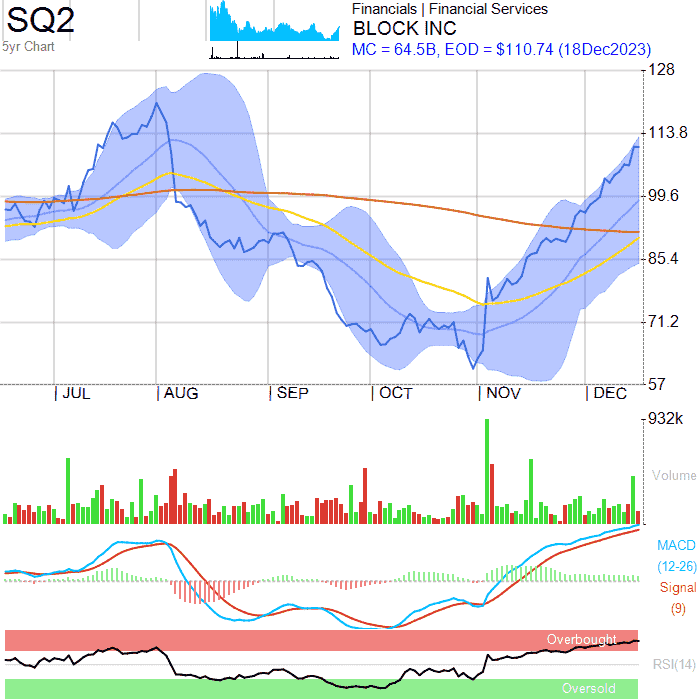 SQ2
5yr Chart
Financials | Financial Services
BLOCK INC
MC = 64.5B, EOD = $110.74 (18Dec2023)
128
113.8
99.6
85.4
71.2
57
JUL
AUG
SEP
OCT
NOV
DEC
932k
Volume
MACD
(12-26)
Signal
(9)
Overbought
RSI(14)
Oversold